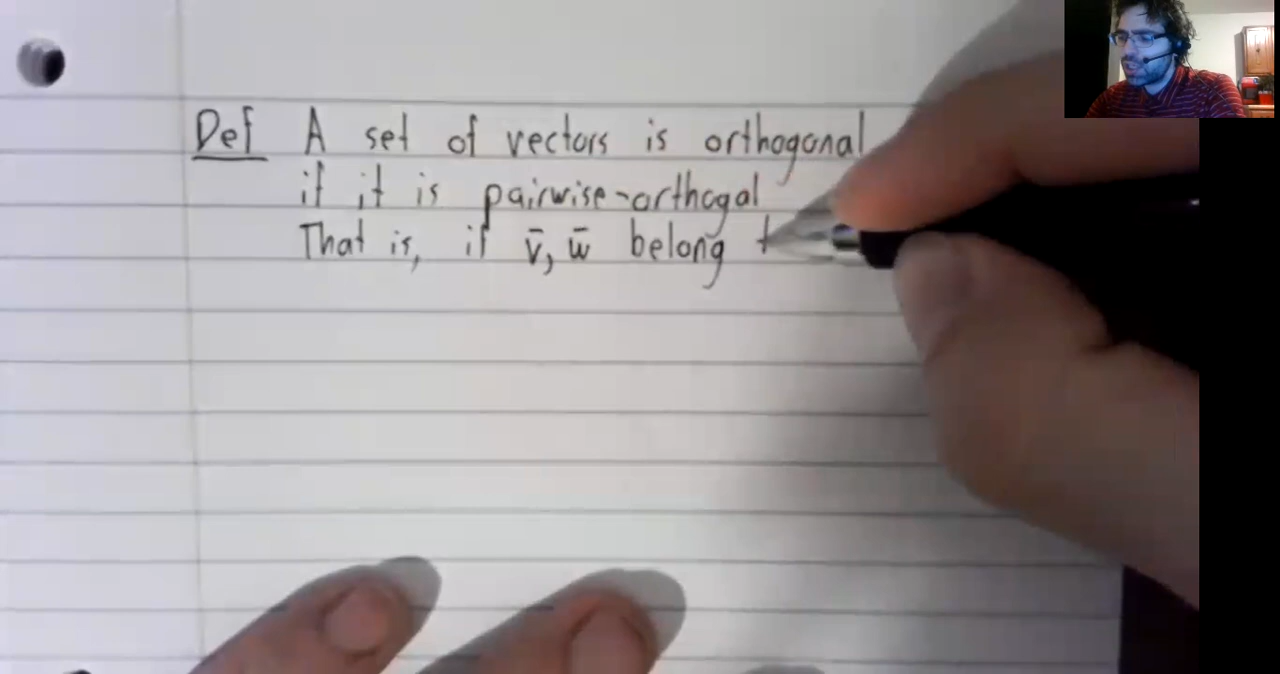 Def A set of vectors is orthogonal
if it is pairwise-orthogal
That is, if v̄, w̄ belong t